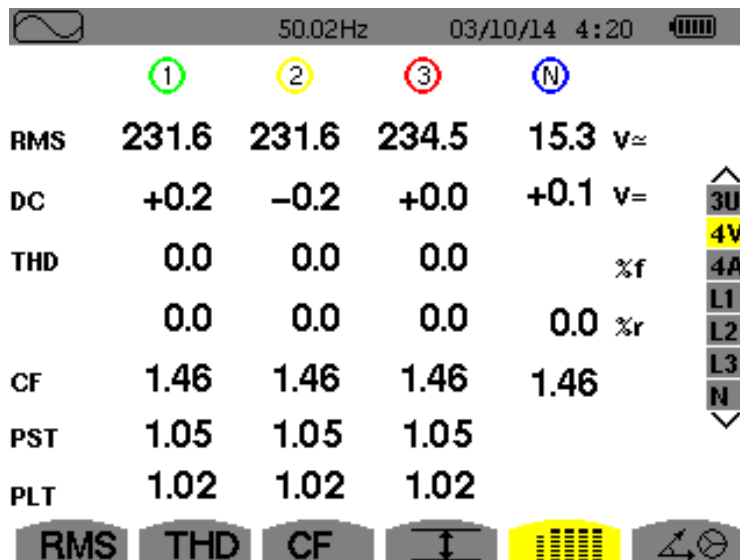 50.02Hz 03/10/14 4:20
1 2 3 N
RMS 231.6 231.6 234.5 15.3 V≃
DC +0.2 −0.2 +0.0 +0.1 V=
THD 0.0 0.0 0.0 %f
0.0 0.0 0.0 0.0 %r
CF 1.46 1.46 1.46 1.46
PST 1.05 1.05 1.05
PLT 1.02 1.02 1.02
3U
4V
4A
L1
L2
L3
N
RMS THD CF